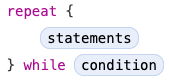 repeat {
statements
} while condition